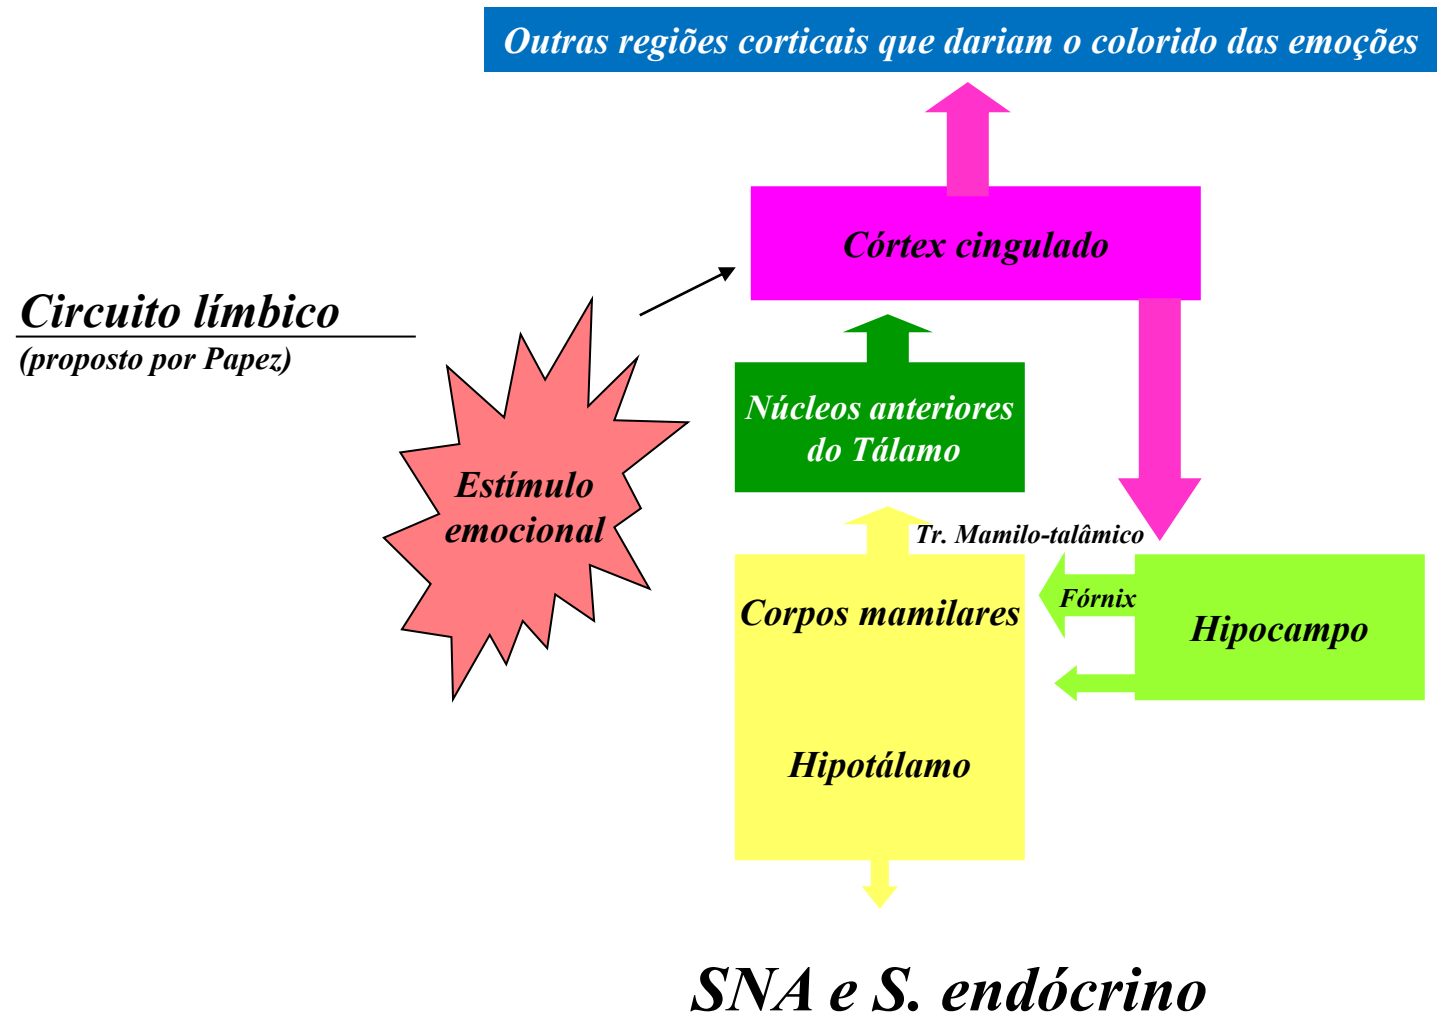 Outras regiões corticais que dariam o colorido das emoções
Córtex cingulado
Circuito límbico
(proposto por Papez)
Núcleos anteriores
do Tálamo
Estímulo
emocional
Tr. Mamilo-talâmico
Corpos mamilares
Fórnix
Hipocampo
Hipotálamo
SNA e S. endócrino